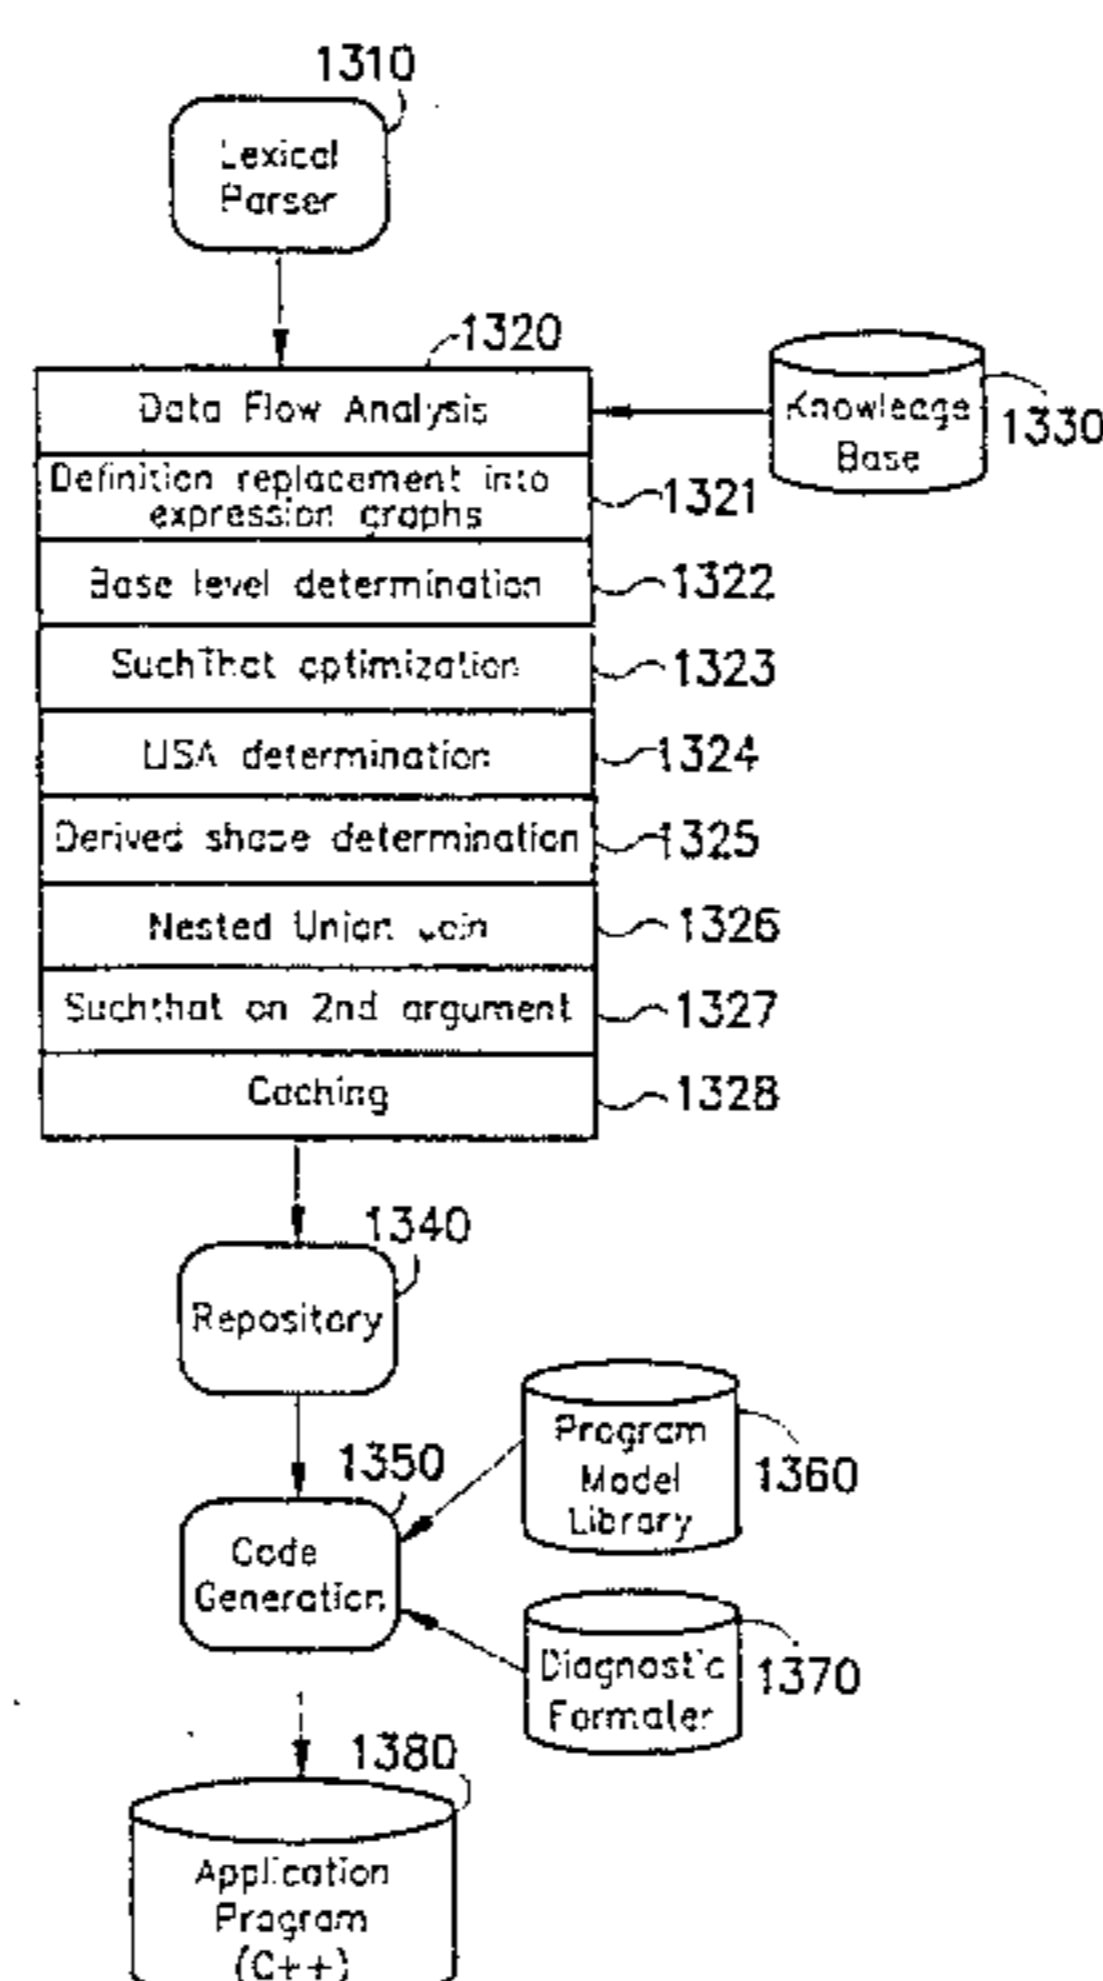 1310
Lexical
Parser
1320
Data Flow Analysis
Knowledge
Base
1330
Definition replacement into
expression graphs
1321
Base level determination
1322
SuchThat optimization
1323
determination
1324
Derived shape determination
1325
Nested Union Join
1326
Suchthat on 2nd argument
1327
Caching
1328
1340
Repository
Program
Model
Library
1360
1350
Code
Generation
Diagnostic
Formater
1370
1380
Application
Program
(C++)